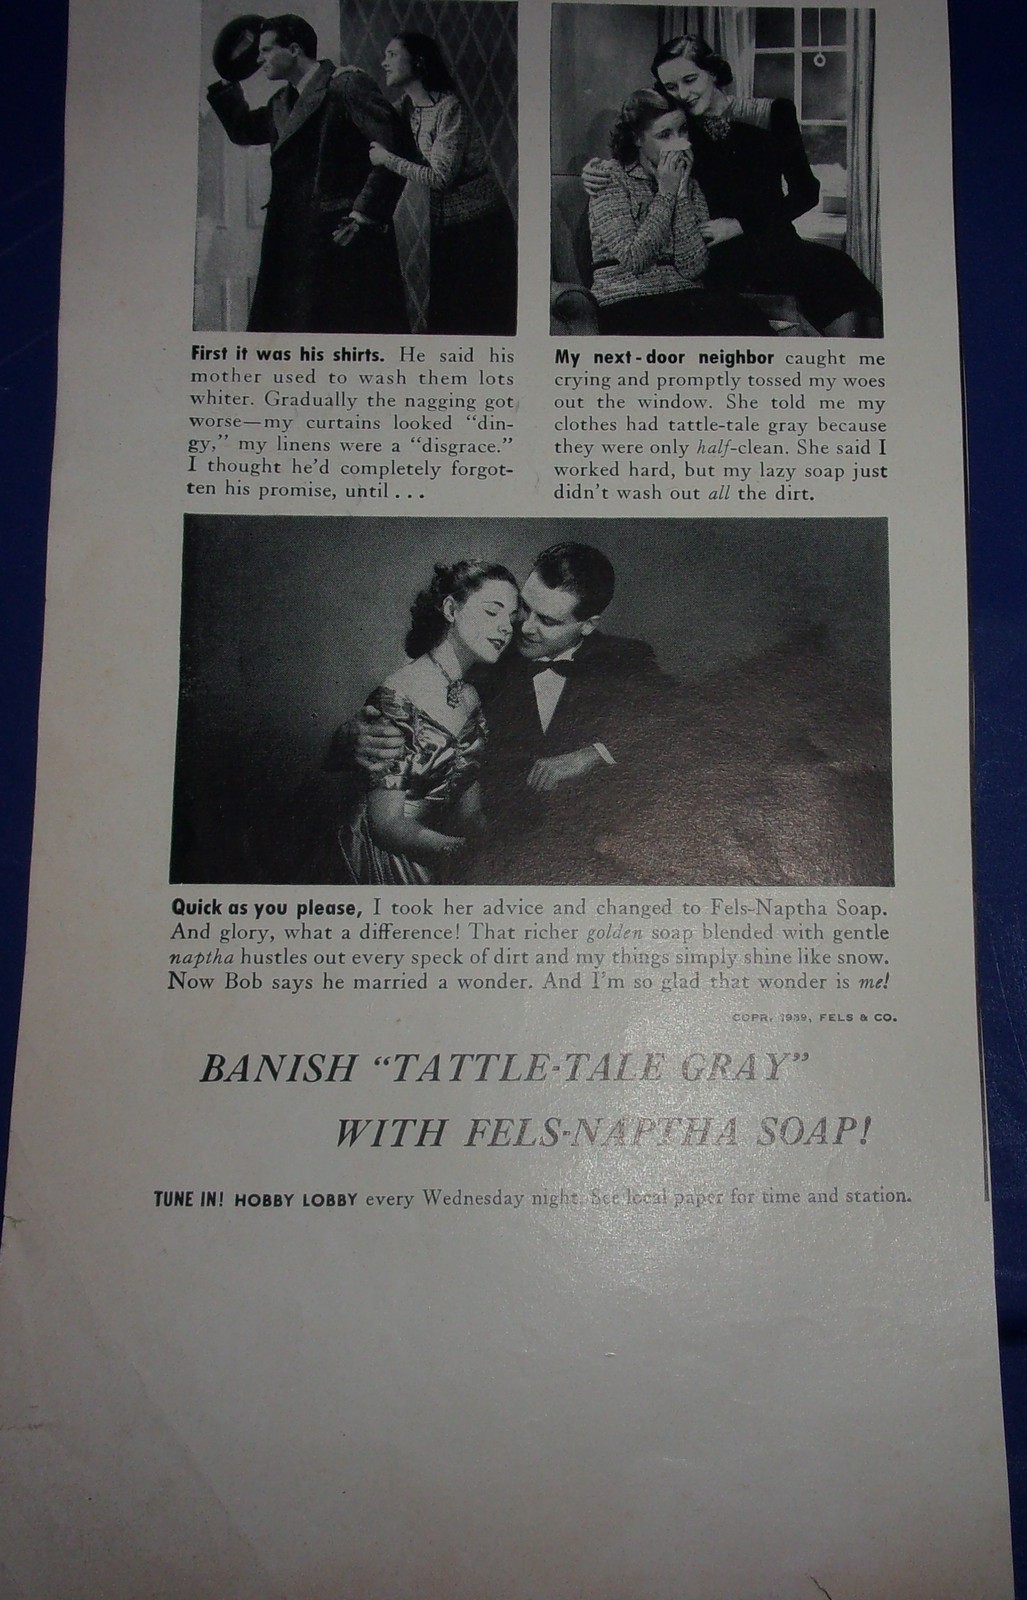 First it was his shirts. He said his
mother used to wash them lots
whiter. Gradually the nagging got
worse—my curtains looked “din-
gy,” my linens were a “disgrace.”
I thought he’d completely forgot-
ten his promise, until . . .
My next-door neighbor caught me
crying and promptly tossed my woes
out the window. She told me my
clothes had tattle-tale gray because
they were only half-clean. She said I
worked hard, but my lazy soap just
didn’t wash out all the dirt.
Quick as you please, I took her advice and changed to Fels-Naptha Soap.
And glory, what a difference! That richer golden soap blended with gentle
naptha hustles out every speck of dirt and my things simply shine like snow.
Now Bob says he married a wonder. And I’m so glad that wonder is me!
COPR. 1939, FELS & CO.
BANISH “TATTLE-TALE GRAY”
WITH FELS-NAPTHA SOAP!
TUNE IN! HOBBY LOBBY every Wednesday night. See local paper for time and station.